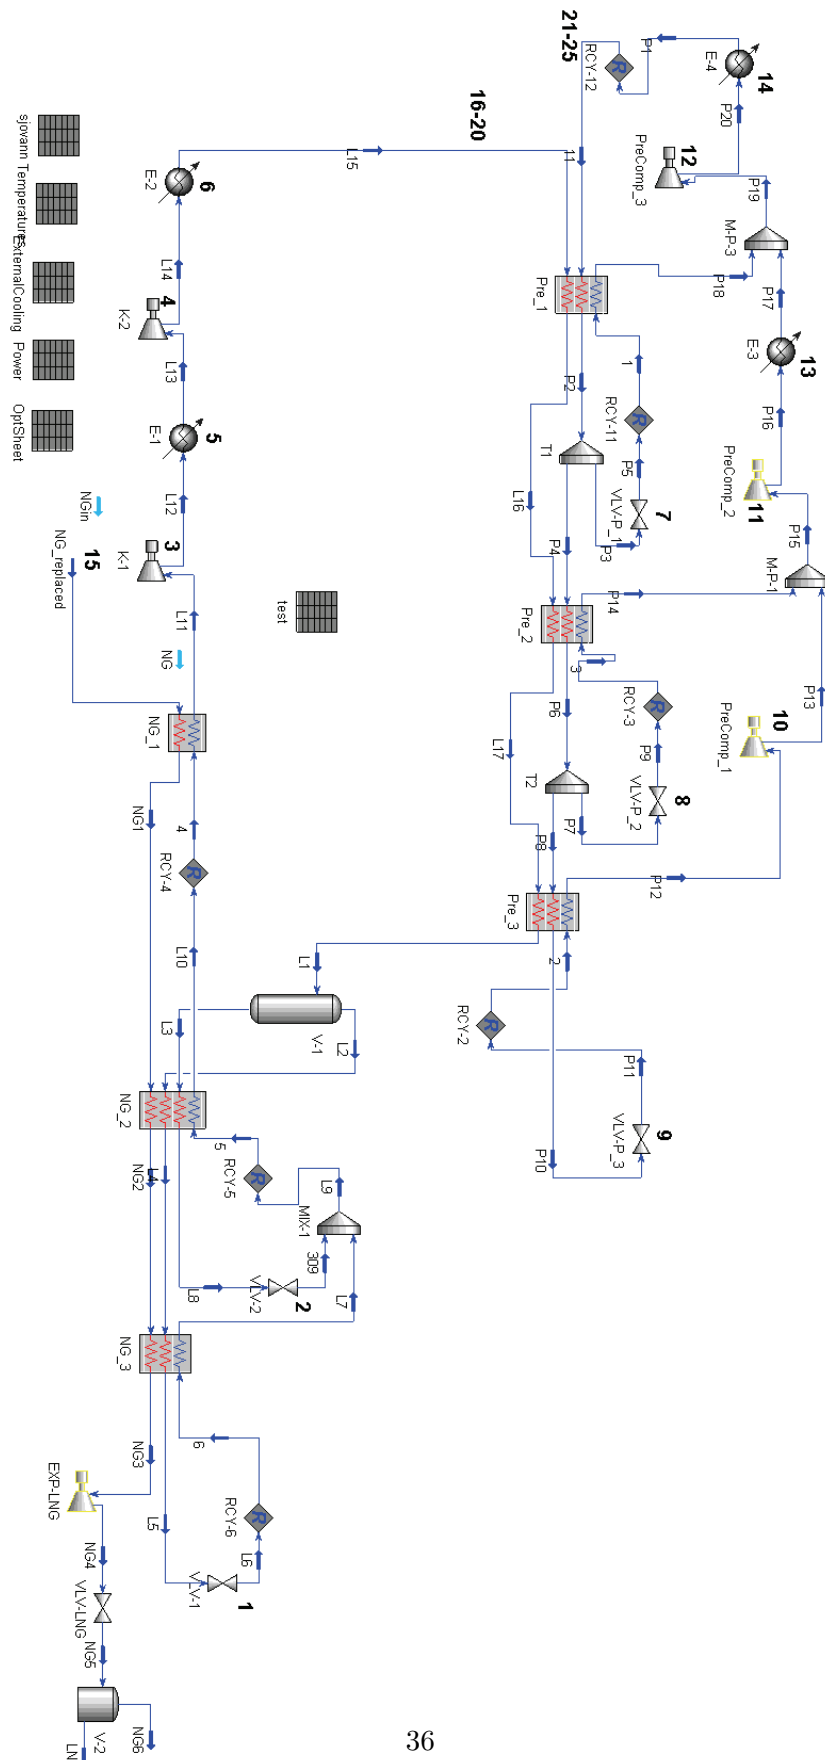 21-25
16-20
P1
RCY-12
E-4
14
P20
PreComp_3
12
P19
M-P-3
11
L15
E-2
6
sjovann
Temperatures
ExternalCooling
Power
OptSheet
L14
4
K-2
L13
E-1
5
L12
3
K-1
NGin
15
NG_replaced
L11
NG
NG_1
test
Pre_1
P18
P17
E-3
13
P16
PreComp_2
11
P15
M-P-1
1
P2
RCY-11
T1
P5
VLV-P_1
7
P3
P4
L16
P14
Pre_2
3
RCY-3
P6
P9
L17
T2
VLV-P_2
8
P7
P8
P13
10
PreComp_1
P12
Pre_3
2
RCY-2
P11
VLV-P_3
9
P10
NG1
4
RCY-4
L10
L1
V-1
L3
L2
NG_2
5
RCY-5
L4
NG2
L9
MIX-1
309
L8
VLV-2
2
L7
NG_3
NG3
6
RCY-6
L6
L5
VLV-1
1
EXP-LNG
NG4
VLV-LNG
NG5
V-2
NG6
LN
36